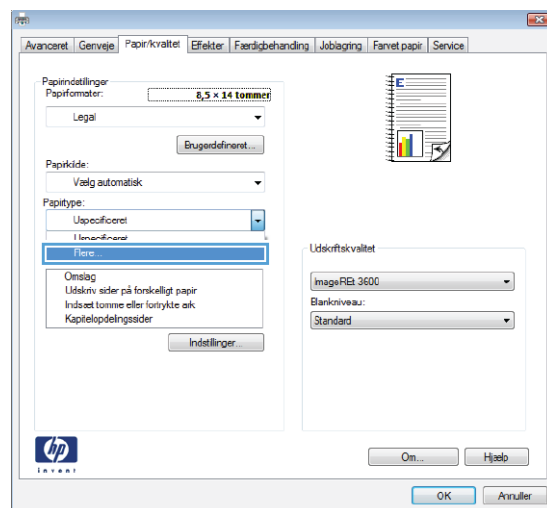 Avanceret Genveje Papir/kvalitet Effekter Færdigbehandling Joblagring Farvet papir Service
Papirindstillinger
Papirformater: 8,5 × 14 tommer
Legal
Brugerdefineret...
Papirkilde:
Vælg automatisk
Papirtype:
Uspecificeret
Uspecificeret
Flere...
Omslag
Udskriv sider på forskelligt papir
Indsæt tomme eller fortrykte ark
Kapitelopdelingssider
Indstillinger...
E
Udskriftskvalitet
ImageREt 3600
Blankniveau:
Standard
hp
invent
Om... Hjælp
OK Annuller